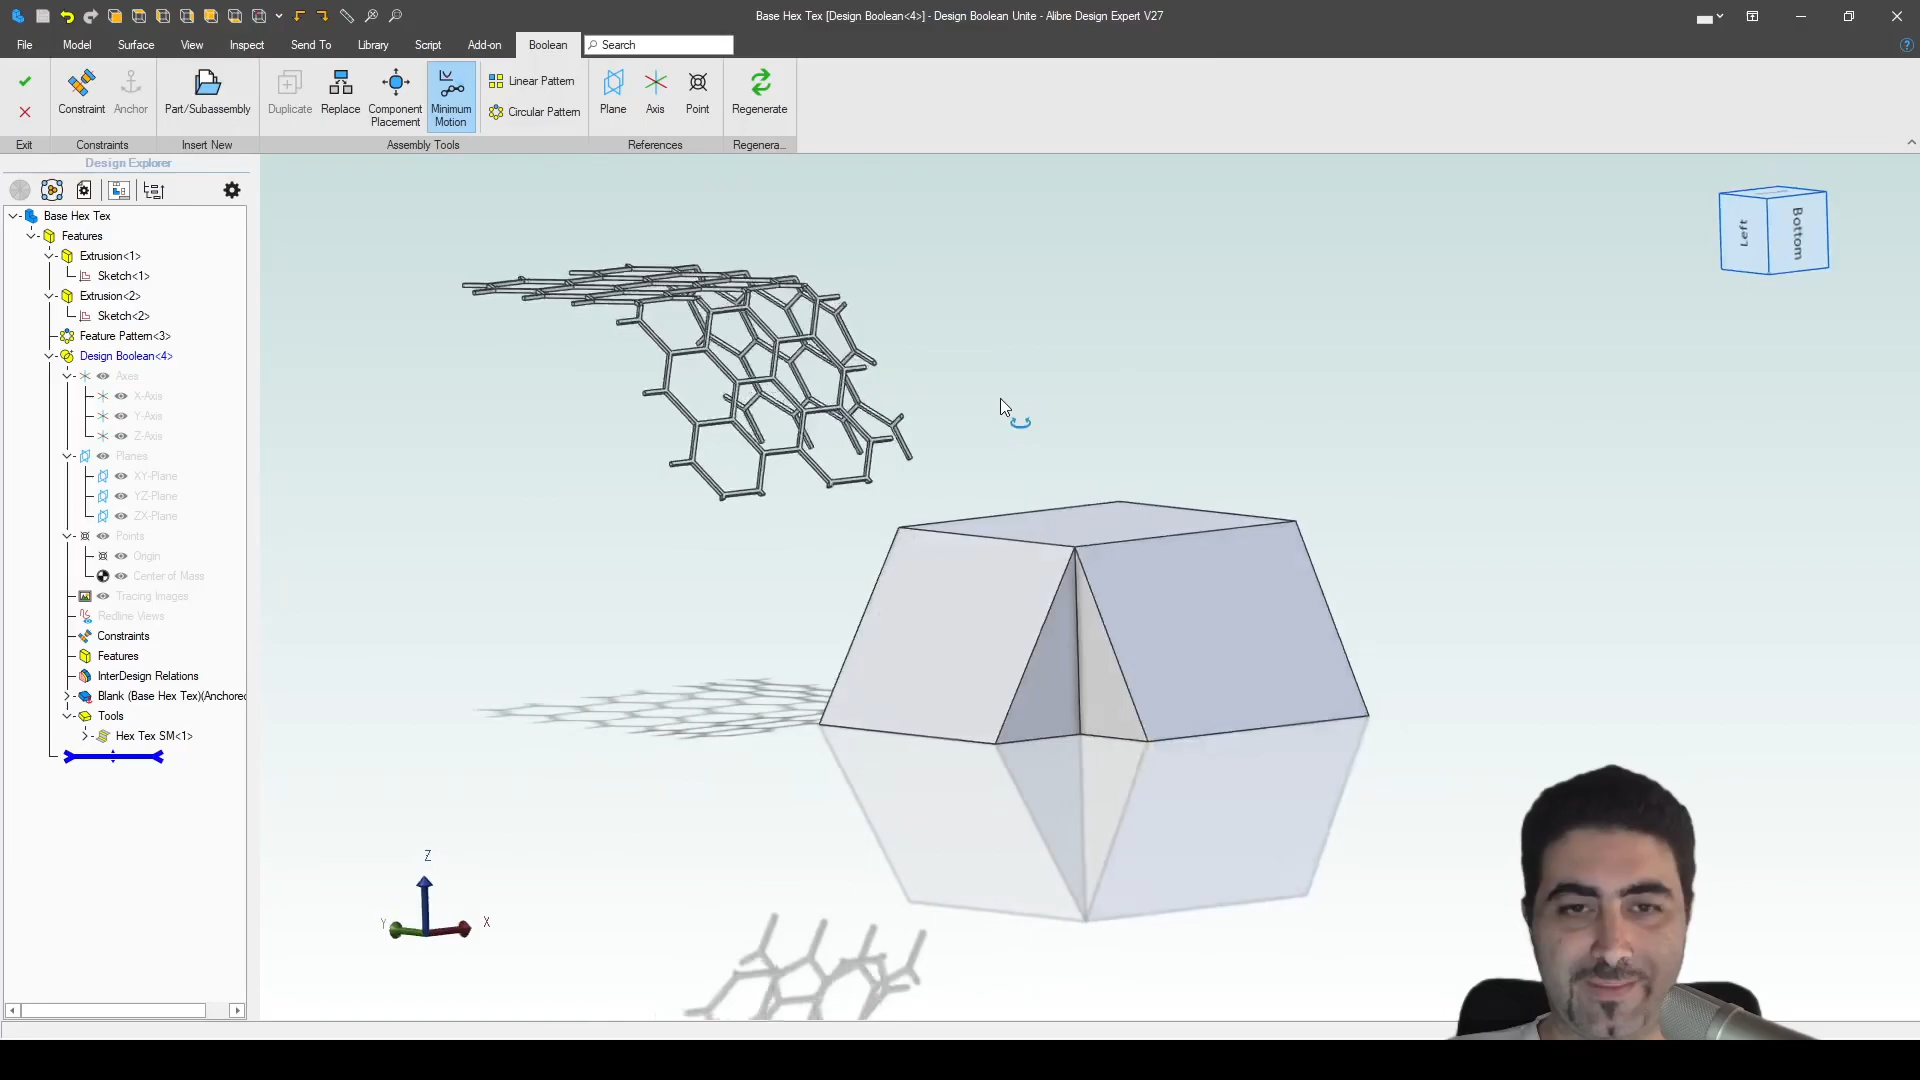 Base Hex Tex [Design Boolean<4>] - Design Boolean Unite - Alibre Design Expert V27
File Model Surface View Inspect Send To Library Script Add-on Boolean Search
Constraint Anchor Part/Subassembly Duplicate Replace Component Placement Minimum Motion Linear Pattern Circular Pattern Plane Axis Point Regenerate
Exit Constraints Insert New Assembly Tools References Regenera...
Design Explorer
Base Hex Tex
Features
Extrusion<1>
Sketch<1>
Extrusion<2>
Sketch<2>
Feature Pattern<3>
Design Boolean<4>
Axes
X-Axis
Y-Axis
Z-Axis
Planes
XY-Plane
YZ-Plane
ZX-Plane
Points
Origin
Center of Mass
Tracing Images
Redline Views
Constraints
Features
InterDesign Relations
Blank (Base Hex Tex)(Anchored
Tools
Hex Tex SM<1>
Left Bottom
Z
Y X